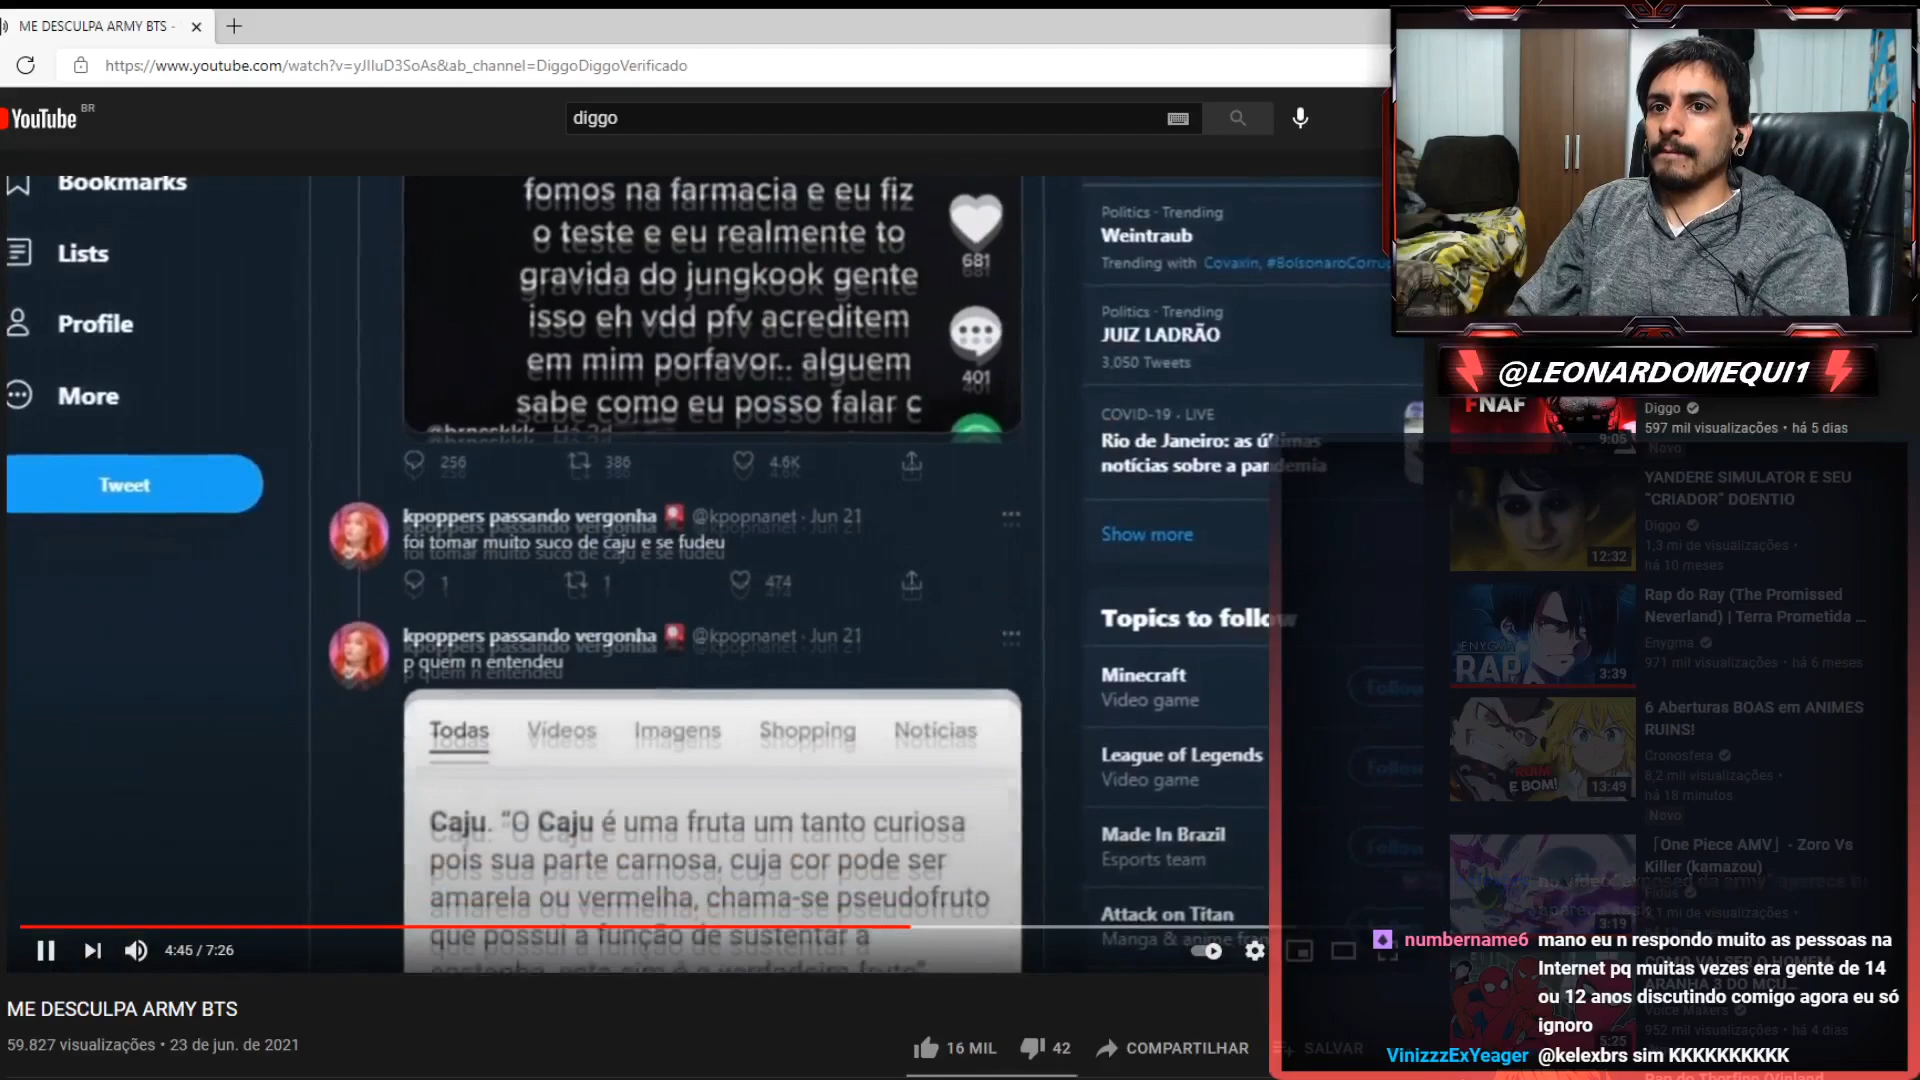 ME DESCULPA ARMY BTS -
https://www.youtube.com/watch?v=yJIluD3SoAs&ab_channel=DiggoDiggoVerificado
YouTube BR
diggo
Bookmarks
Lists
Profile
More
Tweet
fomos na farmacia e eu fiz
o teste e eu realmente to
gravida do jungkook gente
isso eh vdd pfv acreditem
em mim porfavor.. alguem
sabe como eu posso falar c
681
401
256
386
4.6K
kpoppers passando vergonha @kpopnanet · Jun 21
foi tomar muito suco de caju e se fudeu
1
1
474
kpoppers passando vergonha @kpopnanet · Jun 21
p quem n entendeu
Todas Vídeos Imagens Shopping Notícias
Caju. “O Caju é uma fruta um tanto curiosa
pois sua parte carnosa, cuja cor pode ser
amarela ou vermelha, chama-se pseudofruto
que possui a função de sustentar a
Politics · Trending
Weintraub
Trending with Covaxin,
Politics · Trending
JUIZ LADRÃO
3,050 Tweets
COVID-19 · LIVE
Rio de Janeiro: as últimas
notícias sobre a pandemia
Show more
Topics to follow
Minecraft
Video game
Follow
League of Legends
Video game
Follow
Made In Brazil
Esports team
Follow
Attack on Titan
Manga & anime
4:45 / 7:26
ME DESCULPA ARMY BTS
59.827 visualizações • 23 de jun. de 2021
16 MIL
42
COMPARTILHAR
SALVAR
@LEONARDOMEQUI1
FNAF
9:05
Diggo
597 mil visualizações • há 5 dias
Novo
YANDERE SIMULATOR E SEU
“CRIADOR” DOENTIO
Diggo
1,3 mi de visualizações •
há 10 meses
12:32
Rap do Ray (The Promissed
Neverland) | Terra Prometida ...
Enygma
971 mil visualizações • há 6 meses
ENYGMA
RAP
3:39
6 Aberturas BOAS em ANIMES
RUINS!
Cronosfera
8,2 mil visualizações •
há 18 minutos
Novo
E BOM!
13:49
「One Piece AMV」 - Zoro Vs
Killer (kamazou)
3:19
numbername6 mano eu n respondo muito as pessoas na
Internet pq muitas vezes era gente de 14
ou 12 anos discutindo comigo agora eu só
ignoro
Voice Makers
952 mil visualizações • há 4 dias
5:25
VinizzzExYeager @kelexbrs sim KKKKKKKKKK